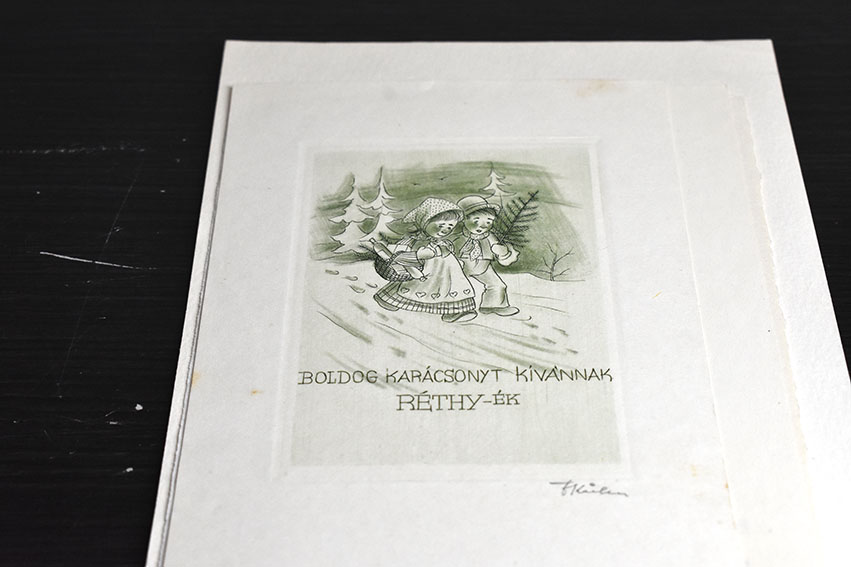 BOLDOG KARÁCSONYT KÍVÁNNAK
RÉTHY-ÉK